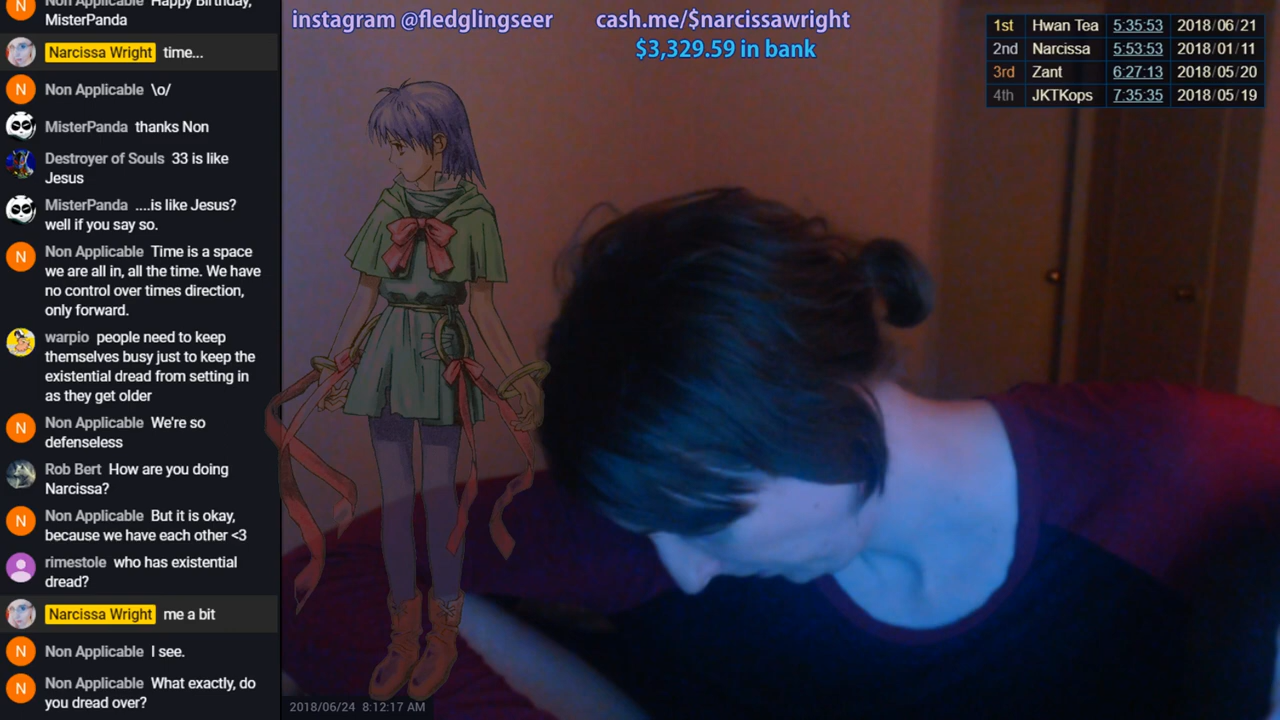 Non Applicable Happy Birthday,
MisterPanda
Narcissa Wright time...
Non Applicable \o/
MisterPanda thanks Non
Destroyer of Souls 33 is like
Jesus
MisterPanda ....is like Jesus?
well if you say so.
Non Applicable Time is a space
we are all in, all the time. We have
no control over times direction,
only forward.
warpio people need to keep
themselves busy just to keep the
existential dread from setting in
as they get older
Non Applicable We're so
defenseless
Rob Bert How are you doing
Narcissa?
Non Applicable But it is okay,
because we have each other <3
rimestole who has existential
dread?
Narcissa Wright me a bit
Non Applicable I see.
Non Applicable What exactly, do
you dread over?
instagram @fledglingseer
cash.me/$narcissawright
$3,329.59 in bank
1st Hwan Tea 5:35:53 2018/06/21
2nd Narcissa 5:53:53 2018/01/11
3rd Zant 6:27:13 2018/05/20
4th JKTKops 7:35:35 2018/05/19
2018/06/24 8:12:17 AM
N
N
N
N
N
N
N